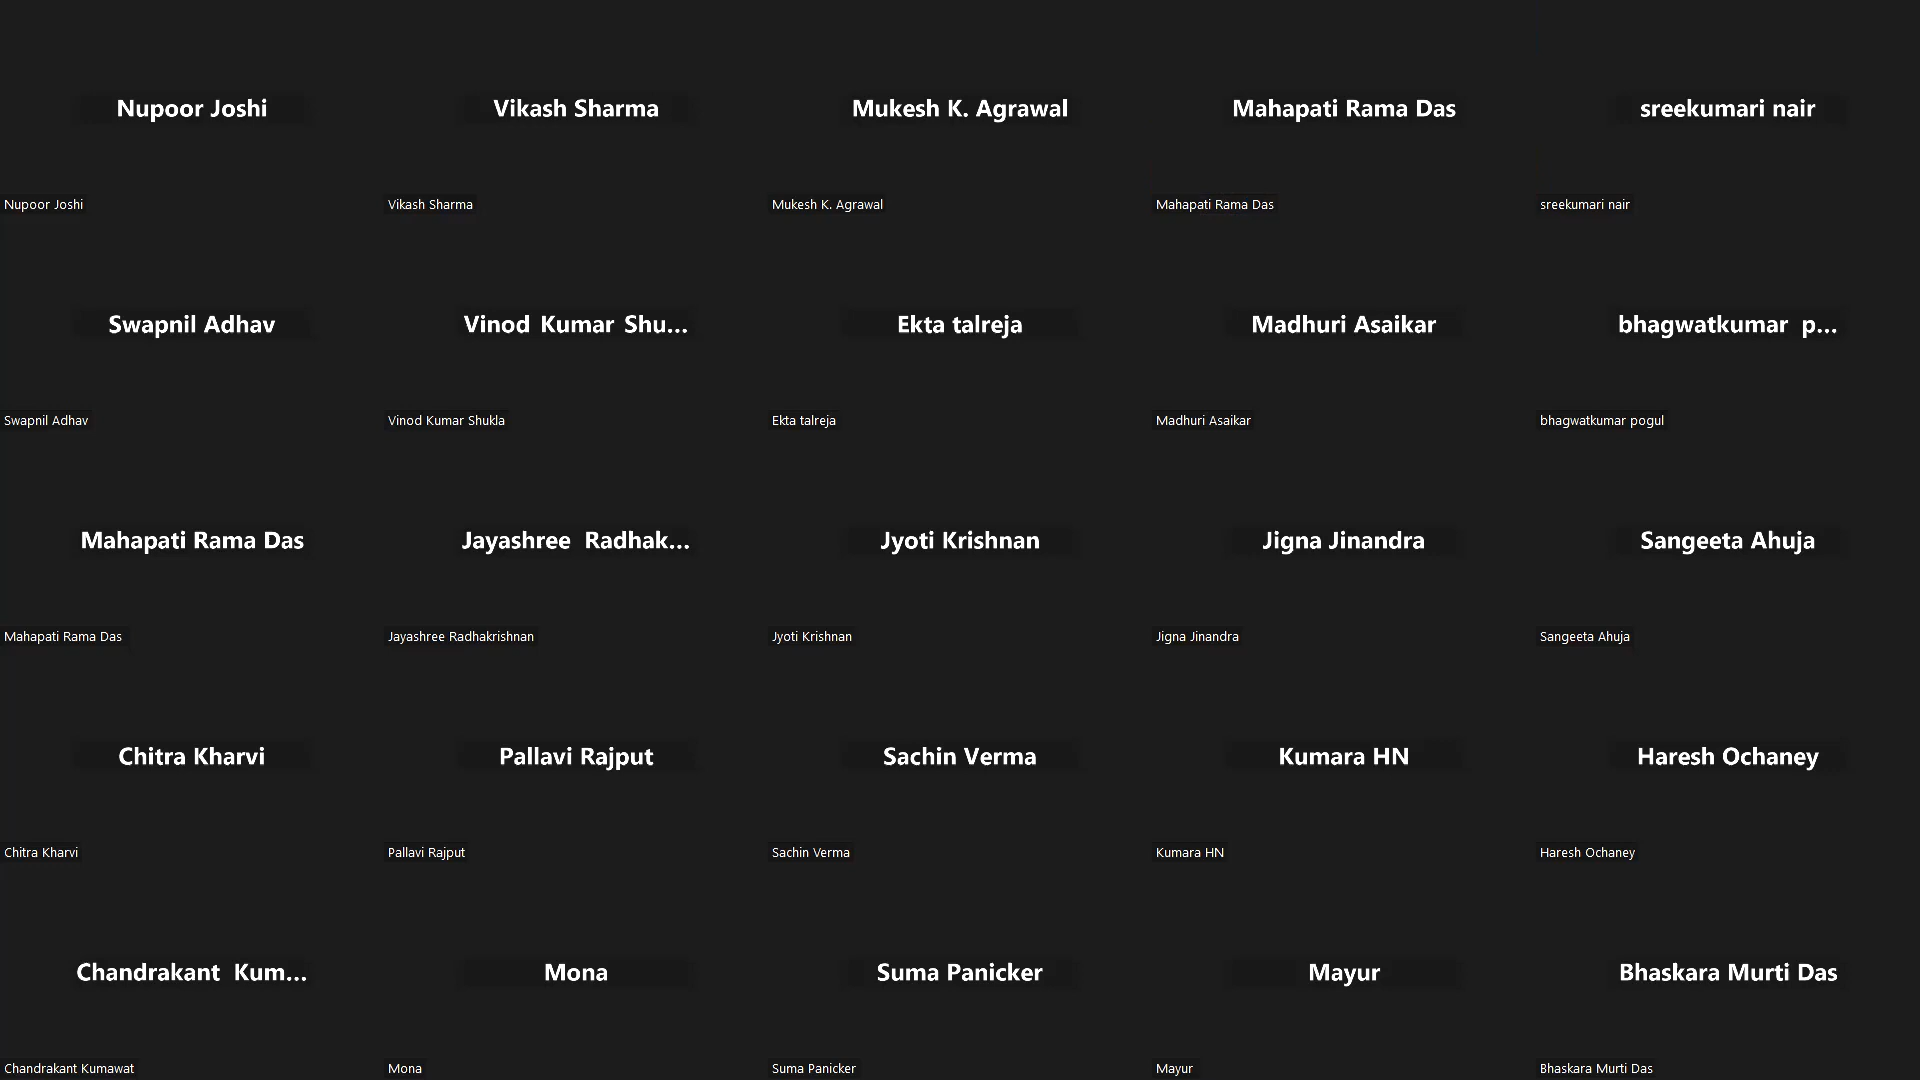 Nupoor Joshi
Vikash Sharma
Mukesh K. Agrawal
Mahapati Rama Das
sreekumari nair
Nupoor Joshi
Vikash Sharma
Mukesh K. Agrawal
Mahapati Rama Das
sreekumari nair
Swapnil Adhav
Vinod Kumar Shu...
Ekta talreja
Madhuri Asaikar
bhagwatkumar p...
Swapnil Adhav
Vinod Kumar Shukla
Ekta talreja
Madhuri Asaikar
bhagwatkumar pogul
Mahapati Rama Das
Jayashree Radhak...
Jyoti Krishnan
Jigna Jinandra
Sangeeta Ahuja
Mahapati Rama Das
Jayashree Radhakrishnan
Jyoti Krishnan
Jigna Jinandra
Sangeeta Ahuja
Chitra Kharvi
Pallavi Rajput
Sachin Verma
Kumara HN
Haresh Ochaney
Chitra Kharvi
Pallavi Rajput
Sachin Verma
Kumara HN
Haresh Ochaney
Chandrakant Kum...
Mona
Suma Panicker
Mayur
Bhaskara Murti Das
Chandrakant Kumawat
Mona
Suma Panicker
Mayur
Bhaskara Murti Das